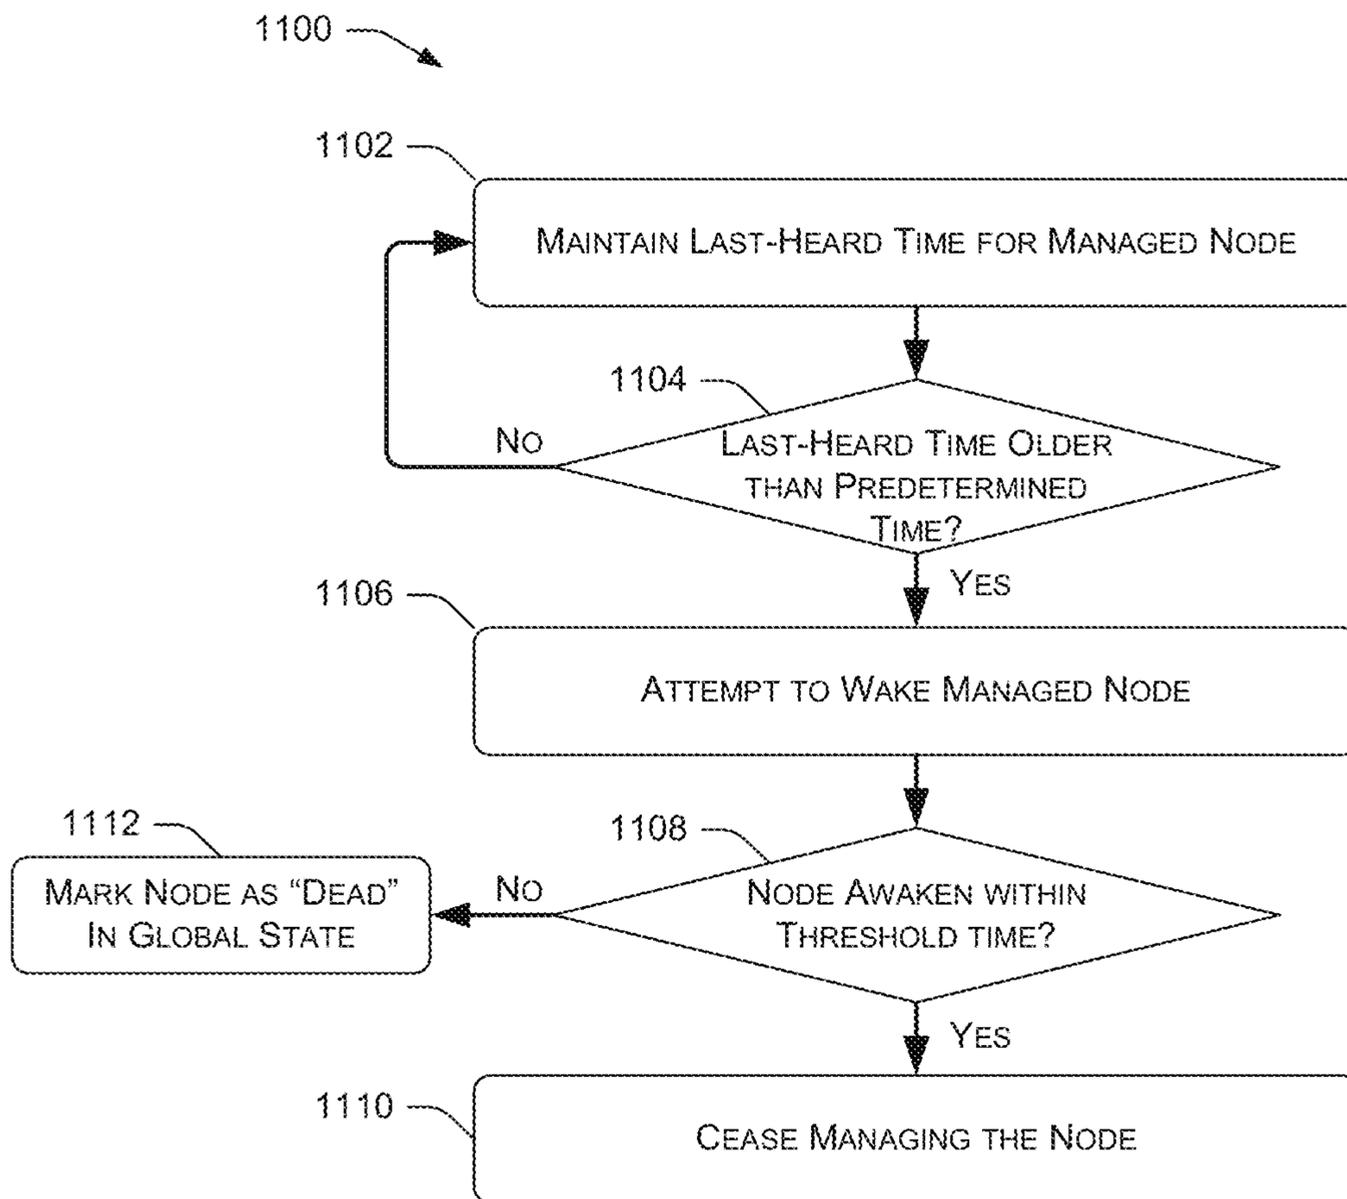 1100
1102
MAINTAIN LAST-HEARD TIME FOR MANAGED NODE
1104
NO
LAST-HEARD TIME OLDER
THAN PREDETERMINED
TIME?
YES
1106
ATTEMPT TO WAKE MANAGED NODE
1112
1108
MARK NODE AS “DEAD”
IN GLOBAL STATE
NO
NODE AWAKEN WITHIN
THRESHOLD TIME?
YES
1110
CEASE MANAGING THE NODE